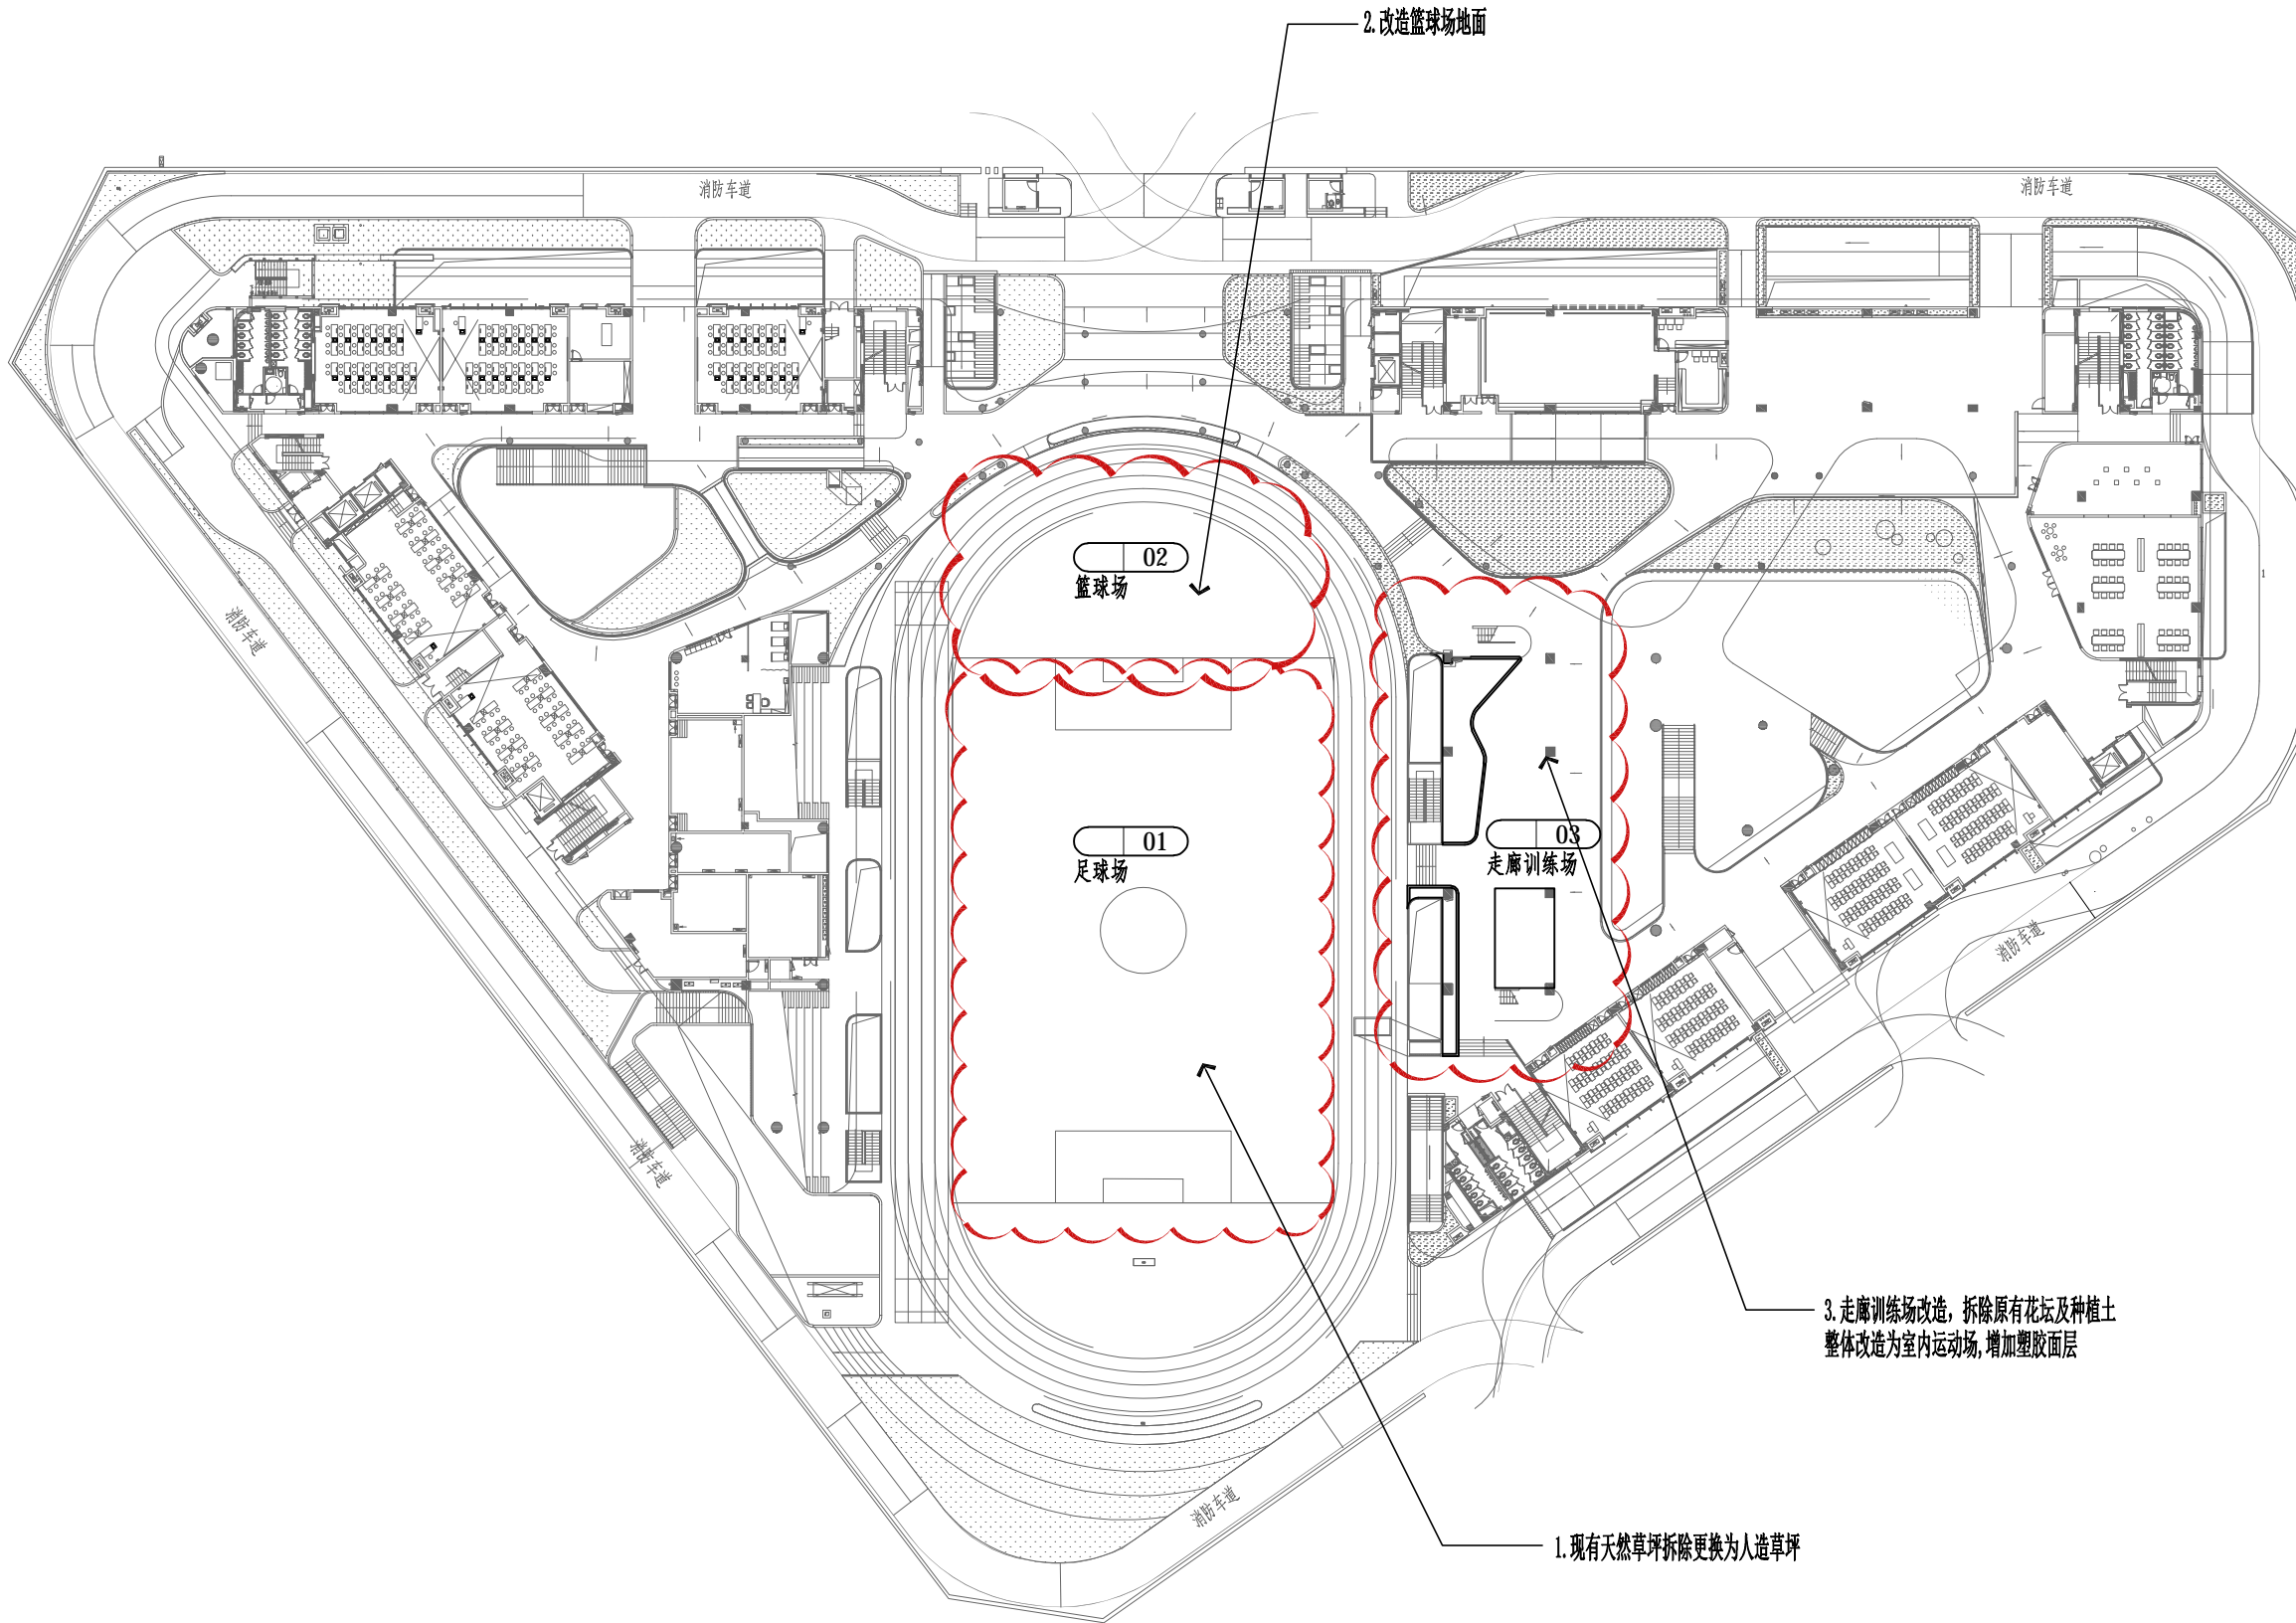 2.改造篮球场地面
消防车道
消防车道
02
篮球场
1
消防车道
01
足球场
03
走廊训练场
消防车道
消防车道
3.走廊训练场改造，拆除原有花坛及种植土
整体改造为室内运动场,增加塑胶面层
消防车道
1.现有天然草坪拆除更换为人造草坪